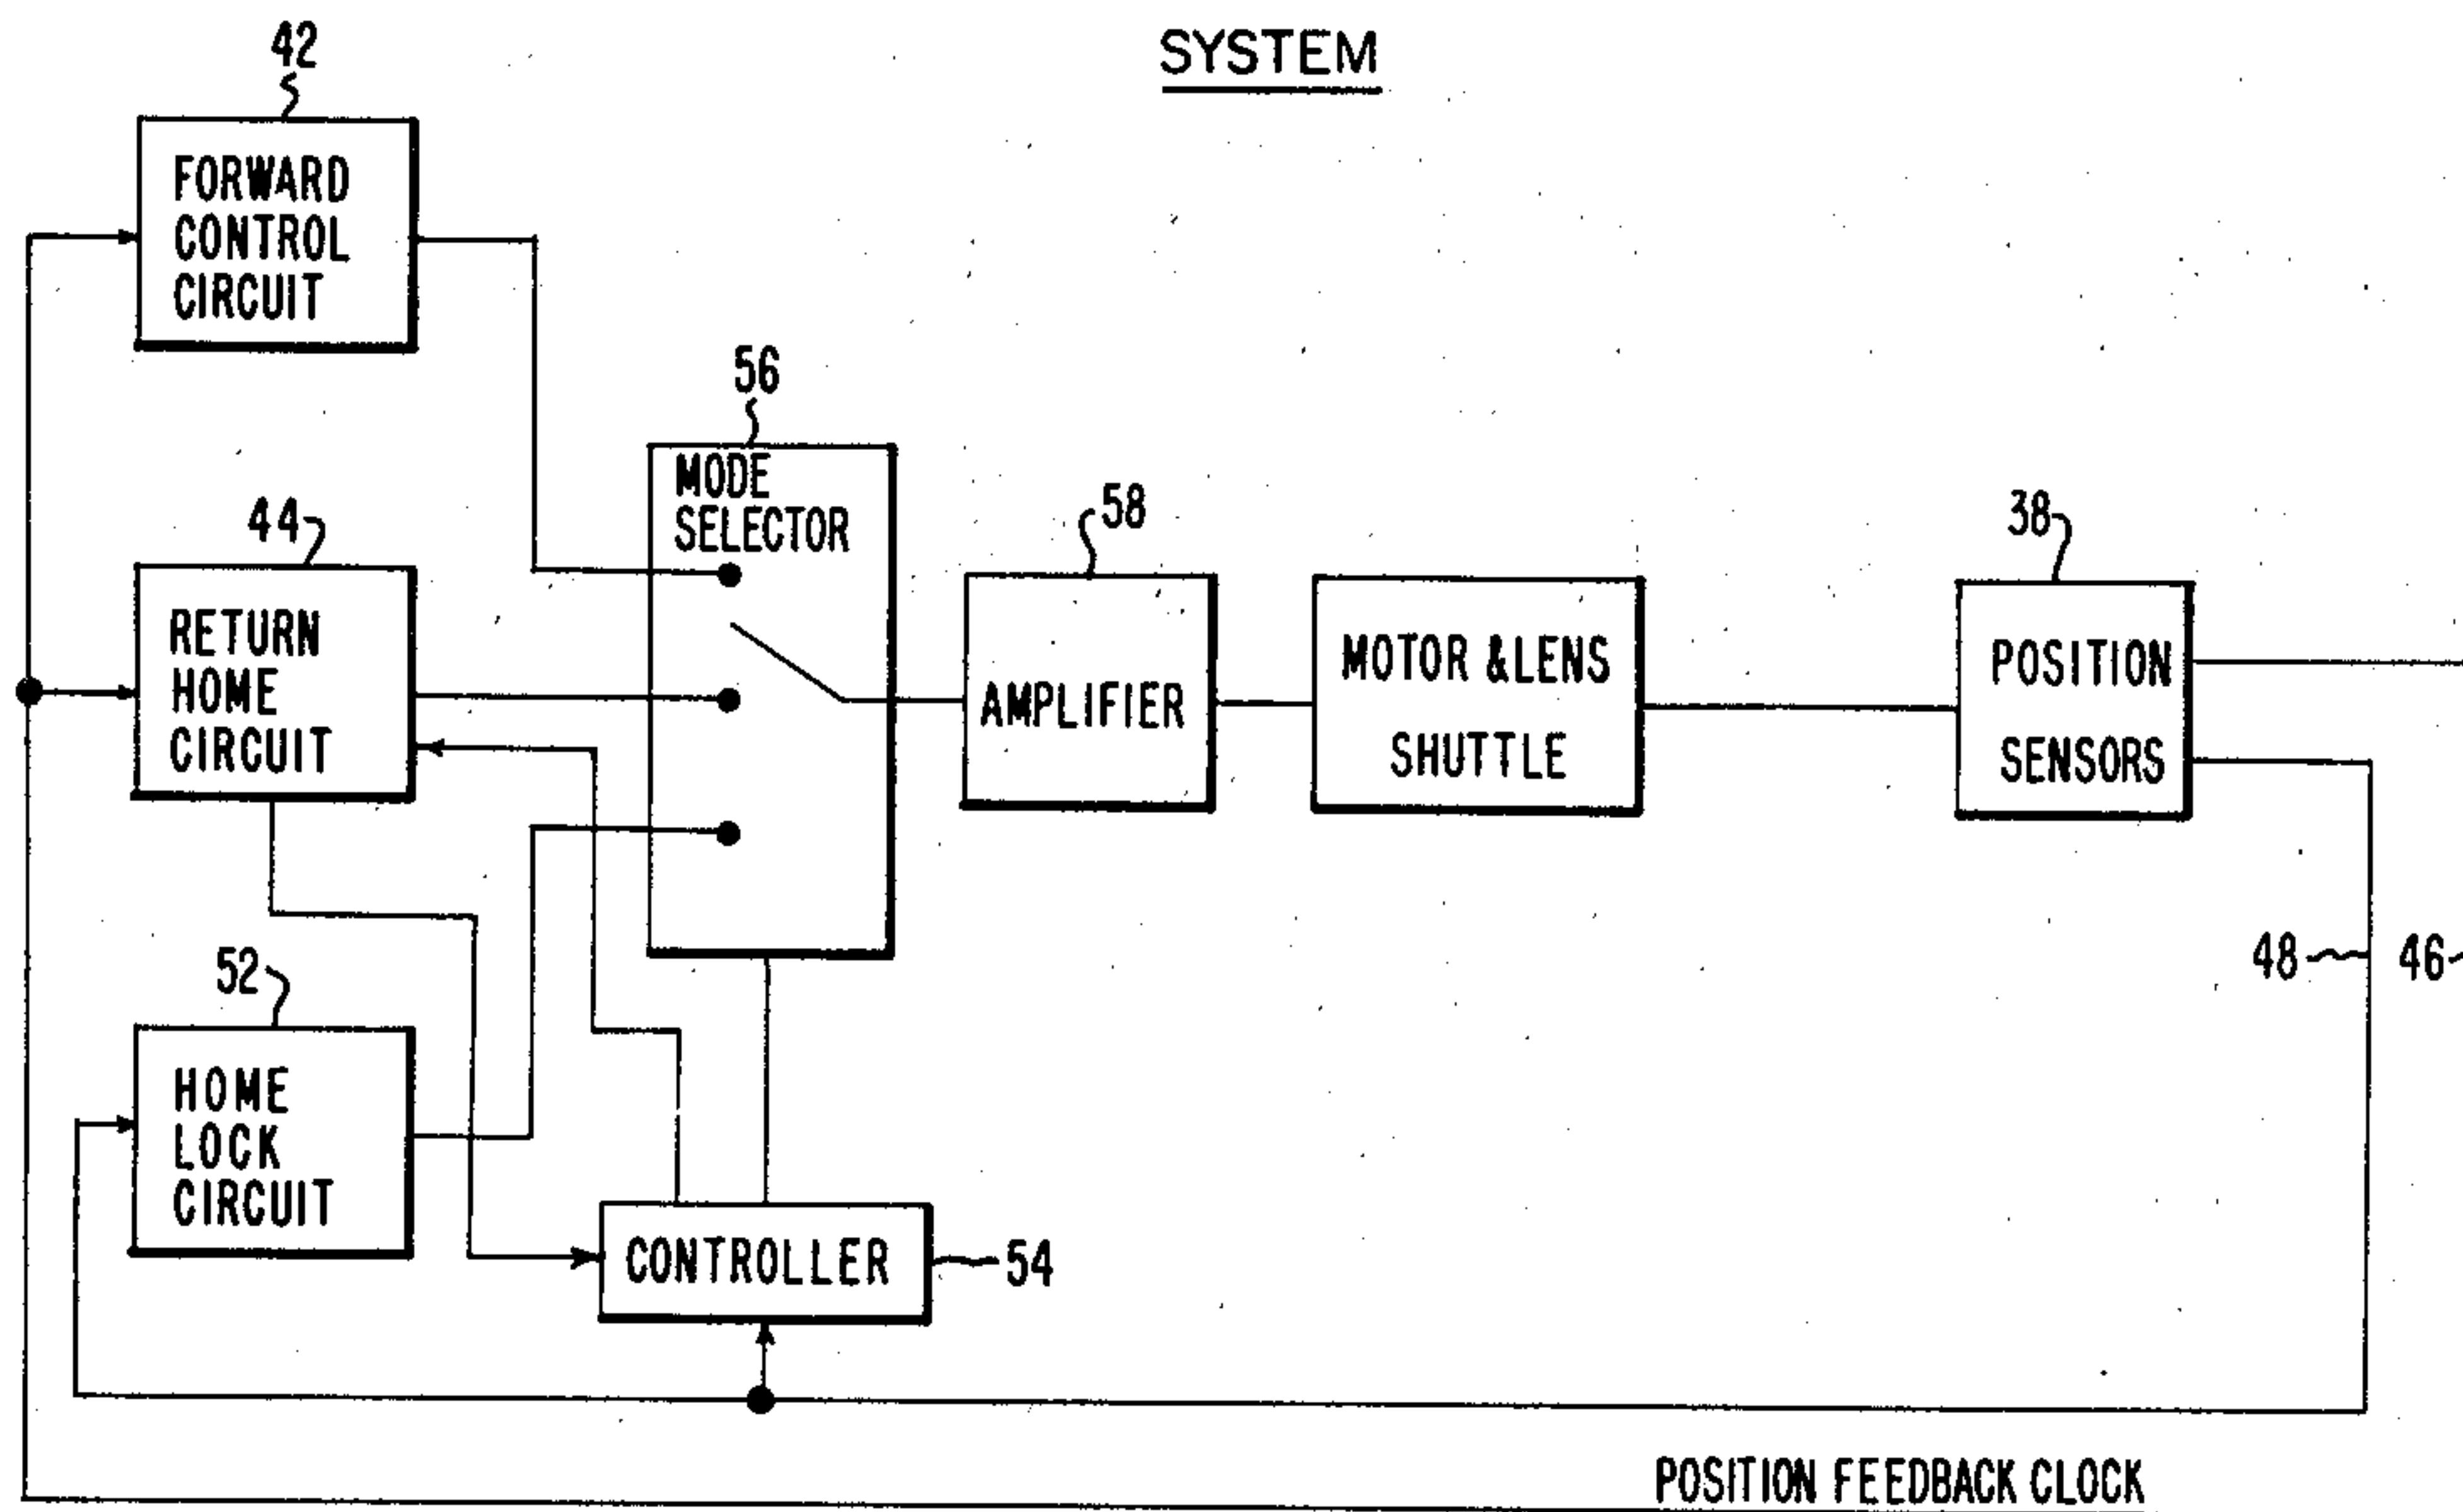 SYSTEM
42
FORWARD
CONTROL
CIRCUIT
56
MODE
SELECTOR
44
RETURN
HOME
CIRCUIT
58
AMPLIFIER
MOTOR & LENS
SHUTTLE
38
POSITION
SENSORS
48
46
52
HOME
LOCK
CIRCUIT
CONTROLLER
54
POSITION FEEDBACK CLOCK